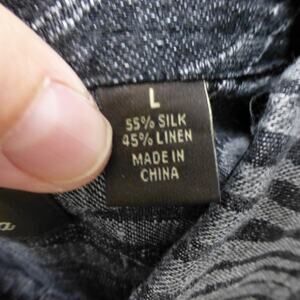 L
55% SILK
45% LINEN
MADE IN
CHINA